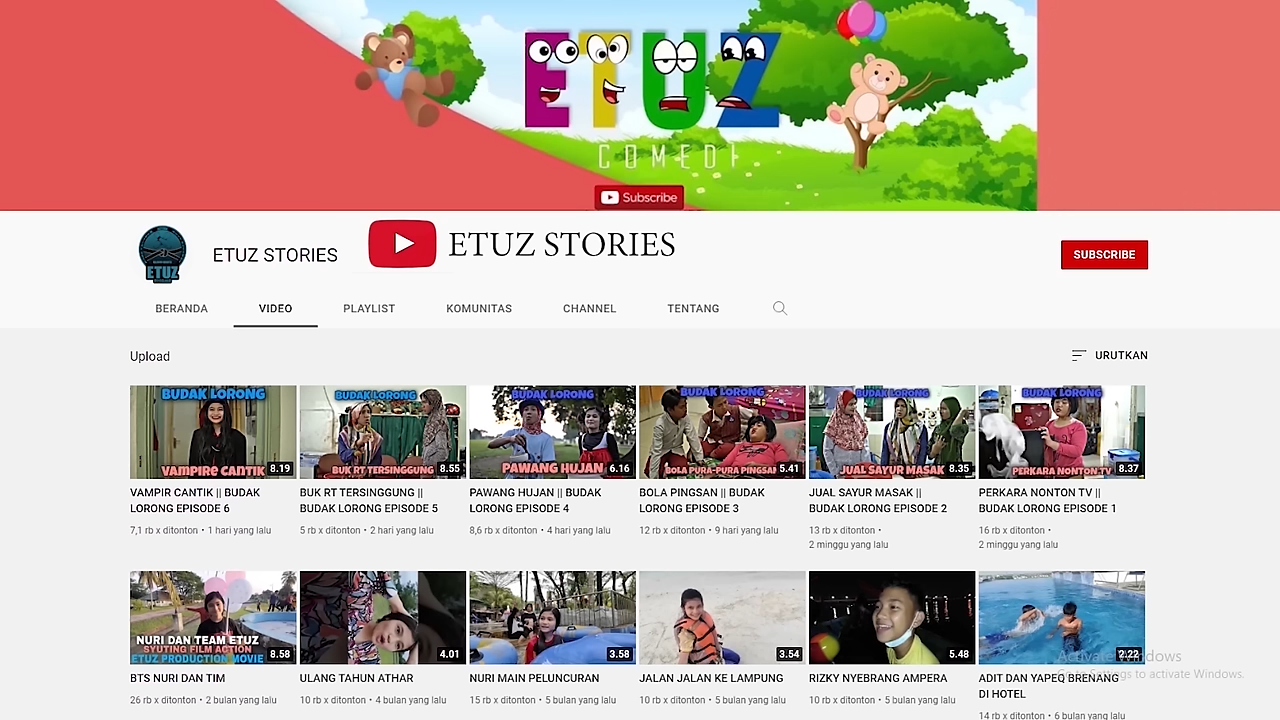 ETUZ
COMEDI
Subscribe
ETUZ
ETUZ STORIES
ETUZ STORIES
SUBSCRIBE
BERANDA
VIDEO
PLAYLIST
KOMUNITAS
CHANNEL
TENTANG
Upload
URUTKAN
BUDAK LORONG
VAMPIRE CANTIK
8.19
BUDAK LORONG
BUK RT TERSINGGUNG
8.55
BUDAK LORONG
PAWANG HUJAN
6.16
BUDAK LORONG
BOLA PURA-PURA PINGSAN
5.41
BUDAK LORONG
JUAL SAYUR MASAK
8.35
BUDAK LORONG
PERKARA NONTON TV
8.37
VAMPIR CANTIK || BUDAK
LORONG EPISODE 6
7,1 rb x ditonton • 1 hari yang lalu
BUK RT TERSINGGUNG ||
BUDAK LORONG EPISODE 5
5 rb x ditonton • 2 hari yang lalu
PAWANG HUJAN || BUDAK
LORONG EPISODE 4
8,6 rb x ditonton • 4 hari yang lalu
BOLA PINGSAN || BUDAK
LORONG EPISODE 3
12 rb x ditonton • 9 hari yang lalu
JUAL SAYUR MASAK ||
BUDAK LORONG EPISODE 2
13 rb x ditonton •
2 minggu yang lalu
PERKARA NONTON TV ||
BUDAK LORONG EPISODE 1
16 rb x ditonton •
2 minggu yang lalu
NURI DAN TEAM ETUZ
SYUTING FILM ACTION
ETUZ PRODUCTION MOVIE
8.58
4.01
3.58
3.54
5.48
2.22
BTS NURI DAN TIM
26 rb x ditonton • 2 bulan yang lalu
ULANG TAHUN ATHAR
10 rb x ditonton • 4 bulan yang lalu
NURI MAIN PELUNCURAN
15 rb x ditonton • 5 bulan yang lalu
JALAN JALAN KE LAMPUNG
10 rb x ditonton • 5 bulan yang lalu
RIZKY NYEBRANG AMPERA
10 rb x ditonton • 5 bulan yang lalu
ADIT DAN YAPEG BERENANG
DI HOTEL
14 rb x ditonton • 6 bulan yang lalu
Activate Windows
Go to Settings to activate Windows.